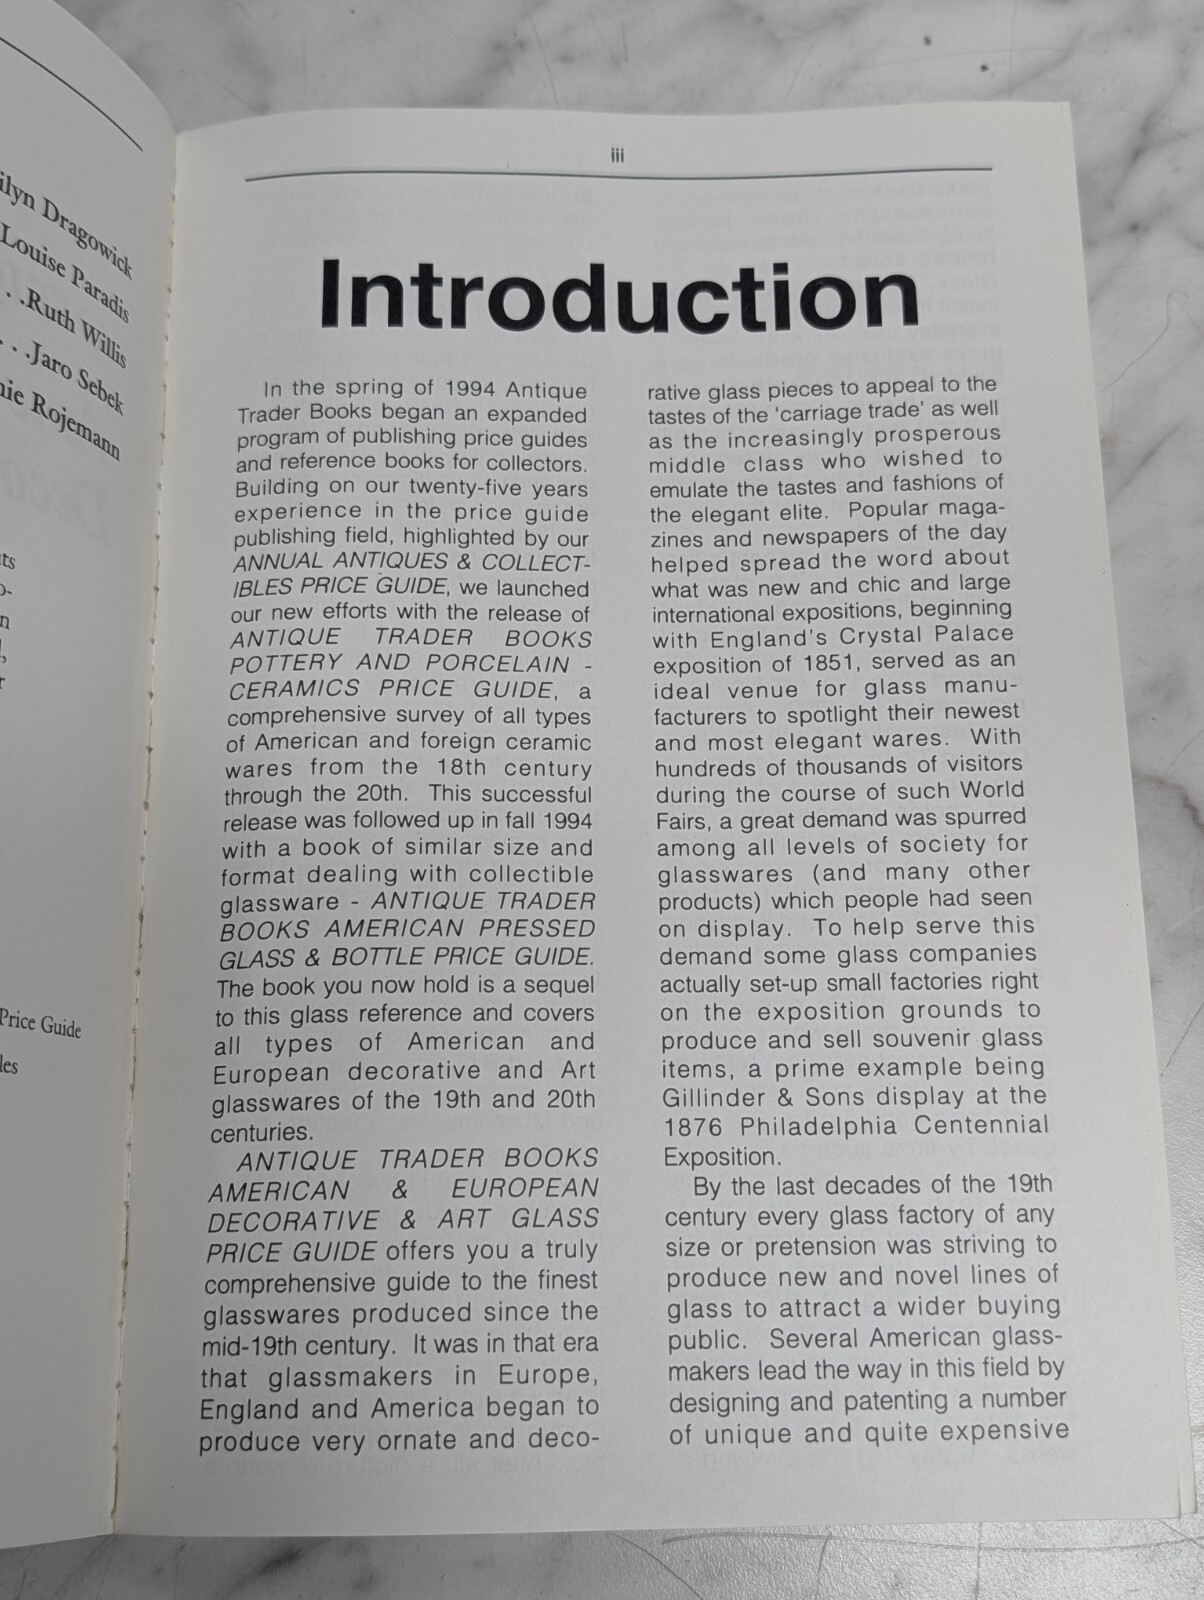 ilyn Dragowick
Louise Paradis
. .Ruth Willis
. . .Jaro Sebek
nie Rojemann
ts
o-
n
l,
r
Price Guide
les
iii
Introduction
In the spring of 1994 Antique
Trader Books began an expanded
program of publishing price guides
and reference books for collectors.
Building on our twenty-five years
experience in the price guide
publishing field, highlighted by our
ANNUAL ANTIQUES & COLLECT-
IBLES PRICE GUIDE, we launched
our new efforts with the release of
ANTIQUE TRADER BOOKS
POTTERY AND PORCELAIN -
CERAMICS PRICE GUIDE, a
comprehensive survey of all types
of American and foreign ceramic
wares from the 18th century
through the 20th. This successful
release was followed up in fall 1994
with a book of similar size and
format dealing with collectible
glassware - ANTIQUE TRADER
BOOKS AMERICAN PRESSED
GLASS & BOTTLE PRICE GUIDE.
The book you now hold is a sequel
to this glass reference and covers
all types of American and
European decorative and Art
glasswares of the 19th and 20th
centuries.
ANTIQUE TRADER BOOKS
AMERICAN & EUROPEAN
DECORATIVE & ART GLASS
PRICE GUIDE offers you a truly
comprehensive guide to the finest
glasswares produced since the
mid-19th century. It was in that era
that glassmakers in Europe,
England and America began to
produce very ornate and deco-
rative glass pieces to appeal to the
tastes of the 'carriage trade' as well
as the increasingly prosperous
middle class who wished to
emulate the tastes and fashions of
the elegant elite. Popular maga-
zines and newspapers of the day
helped spread the word about
what was new and chic and large
international expositions, beginning
with England's Crystal Palace
exposition of 1851, served as an
ideal venue for glass manu-
facturers to spotlight their newest
and most elegant wares. With
hundreds of thousands of visitors
during the course of such World
Fairs, a great demand was spurred
among all levels of society for
glasswares (and many other
products) which people had seen
on display. To help serve this
demand some glass companies
actually set-up small factories right
on the exposition grounds to
produce and sell souvenir glass
items, a prime example being
Gillinder & Sons display at the
1876 Philadelphia Centennial
Exposition.
By the last decades of the 19th
century every glass factory of any
size or pretension was striving to
produce new and novel lines of
glass to attract a wider buying
public. Several American glass-
makers lead the way in this field by
designing and patenting a number
of unique and quite expensive